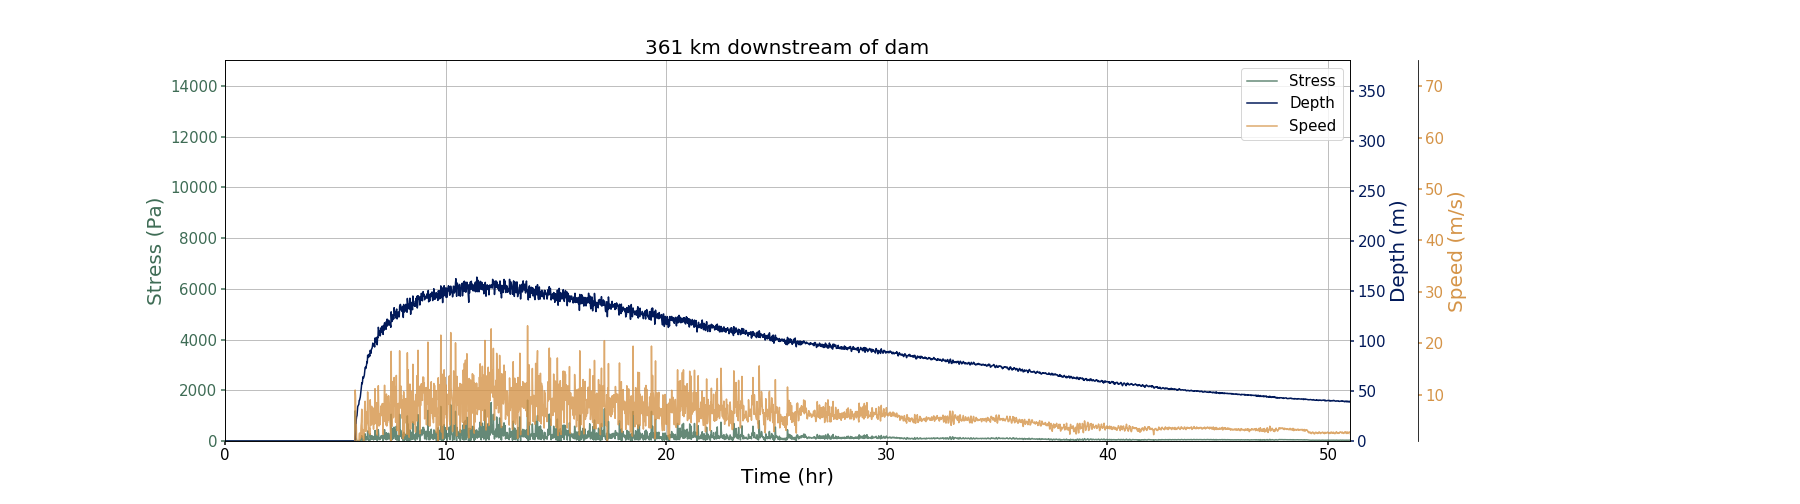 361 km downstream of dam
Stress (Pa)
14000
12000
10000
8000
6000
4000
2000
0
Stress
Depth
Speed
350
300
250
200
150
100
50
0
Depth (m)
70
60
50
40
30
20
10
Speed (m/s)
0 10 20 30 40 50
Time (hr)